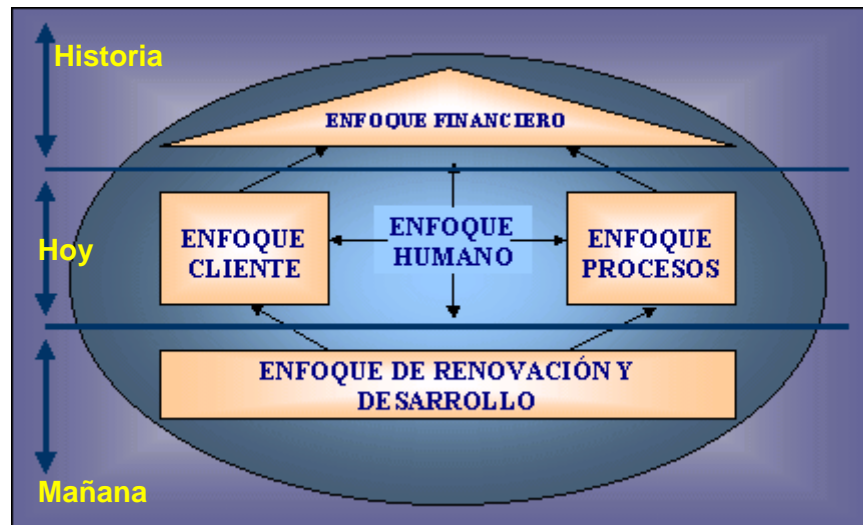 Historia
ENFOQUE FINANCIERO
Hoy
ENFOQUE
CLIENTE
ENFOQUE
HUMANO
ENFOQUE
PROCESOS
ENFOQUE DE RENOVACIÓN Y
DESARROLLO
Mañana